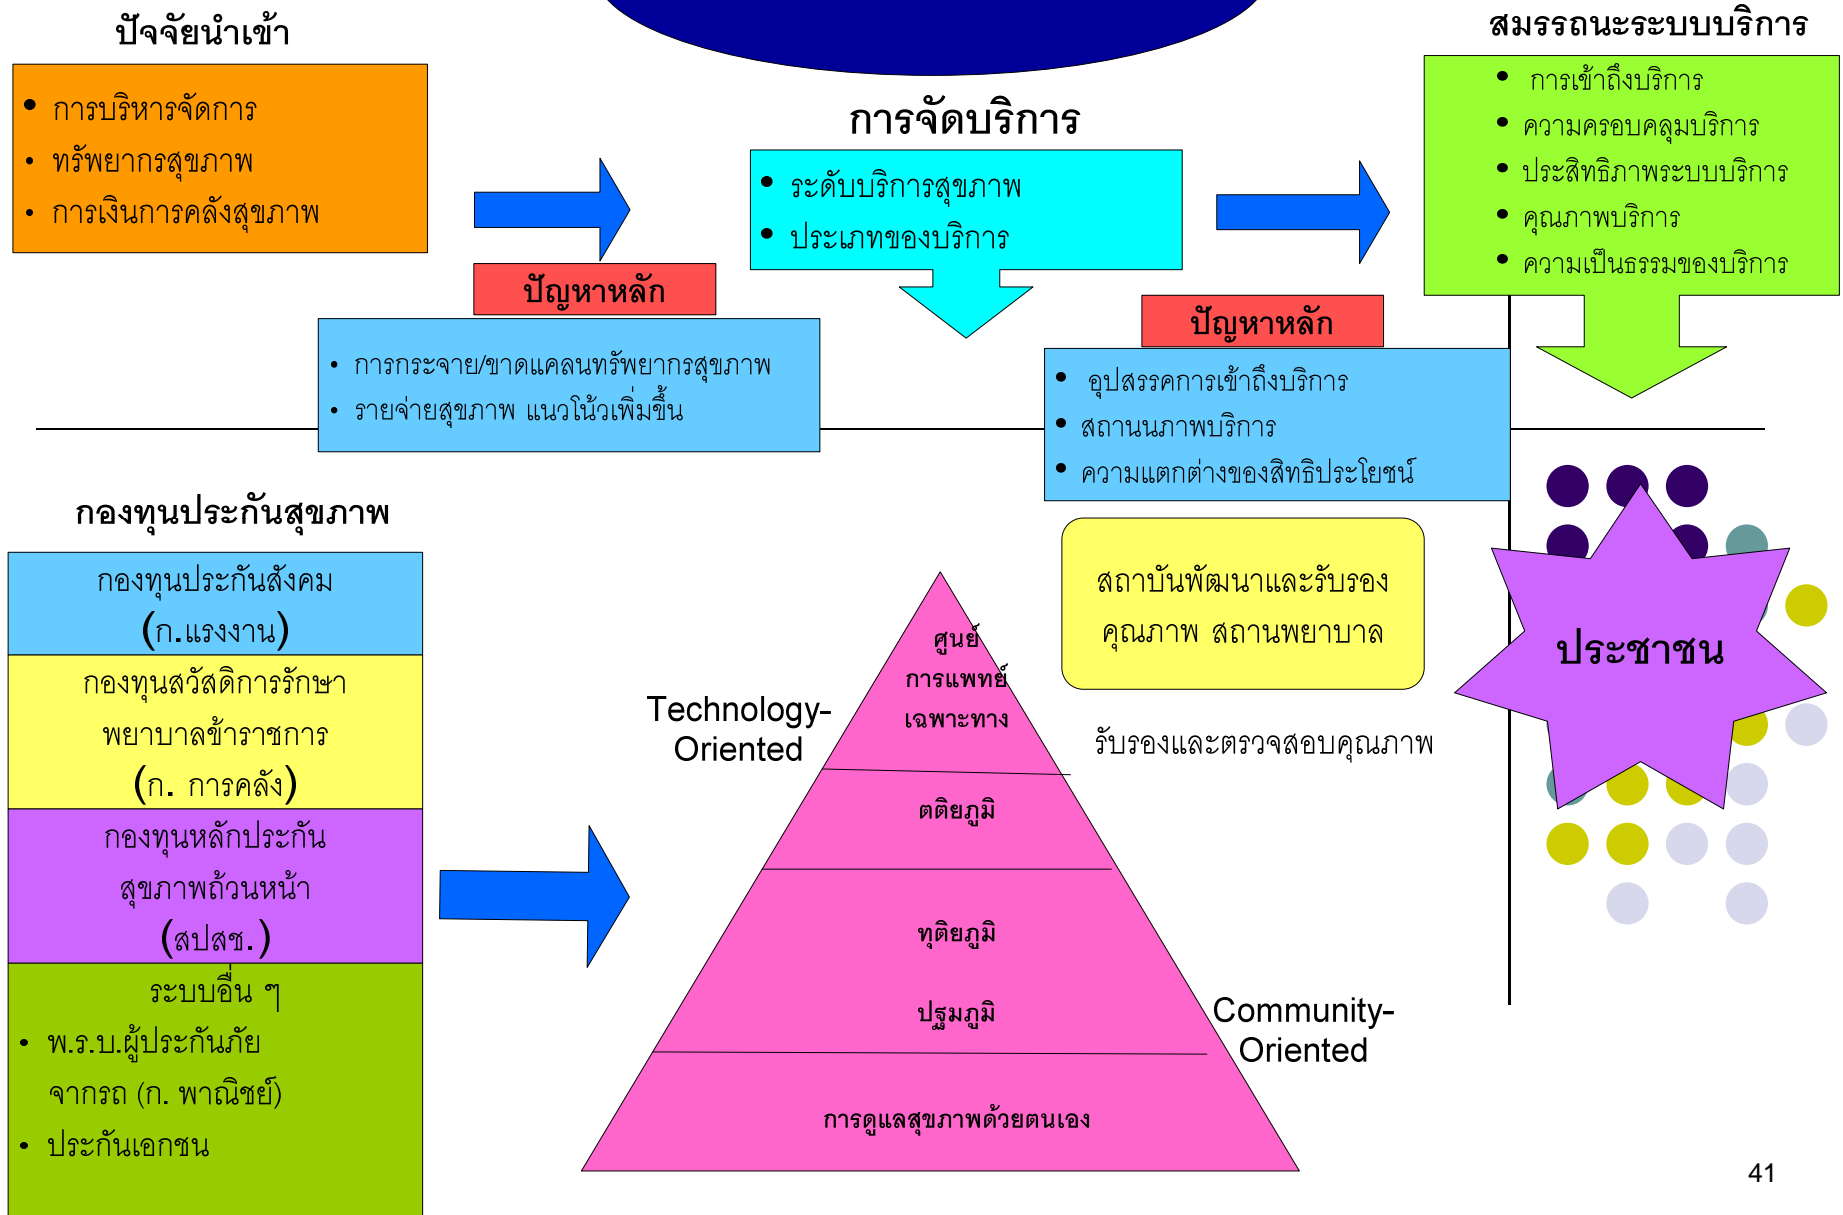 ปัจจัยนำเข้า
• การบริหารจัดการ
• ทรัพยากรสุขภาพ
• การเงินการคลังสุขภาพ
การจัดบริการ
• ระดับบริการสุขภาพ
• ประเภทของบริการ
สมรรถนะระบบบริการ
• การเข้าถึงบริการ
• ความครอบคลุมบริการ
• ประสิทธิภาพระบบบริการ
• คุณภาพบริการ
• ความเป็นธรรมของบริการ
ปัญหาหลัก
• การกระจาย/ขาดแคลนทรัพยากรสุขภาพ
• รายจ่ายสุขภาพ แนวโน้วเพิ่มขึ้น
ปัญหาหลัก
• อุปสรรคการเข้าถึงบริการ
• สถานนภาพบริการ
• ความแตกต่างของสิทธิประโยชน์
กองทุนประกันสุขภาพ
กองทุนประกันสังคม
(ก.แรงงาน)
กองทุนสวัสดิการรักษา
พยาบาลข้าราชการ
(ก. การคลัง)
กองทุนหลักประกัน
สุขภาพถ้วนหน้า
(สปสช.)
ระบบอื่น ๆ
• พ.ร.บ.ผู้ประกันภัย
จากรถ (ก. พาณิชย์)
• ประกันเอกชน
Technology-
Oriented
ศูนย์
การแพทย์
เฉพาะทาง
ตติยภูมิ
ทุติยภูมิ
ปฐมภูมิ
การดูแลสุขภาพด้วยตนเอง
Community-
Oriented
สถาบันพัฒนาและรับรอง
คุณภาพ สถานพยาบาล
รับรองและตรวจสอบคุณภาพ
ประชาชน
41